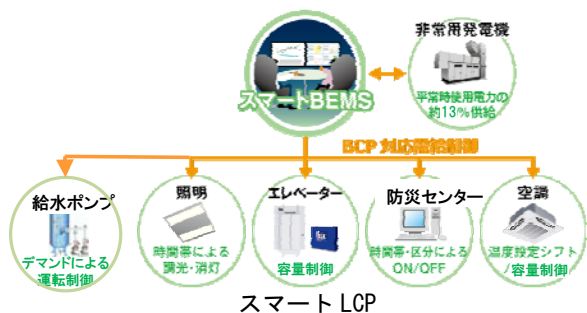 非常用発電機
平常時使用電力の
約13%供給
スマートBEMS
BCP対応需給制御
給水ポンプ
デマンドによる
運転制御
照明
時間帯による
調光・消灯
エレベーター
容量制御
防災センター
時間帯・区分による
ON/OFF
空調
温度設定シフト
/容量制御
スマートLCP